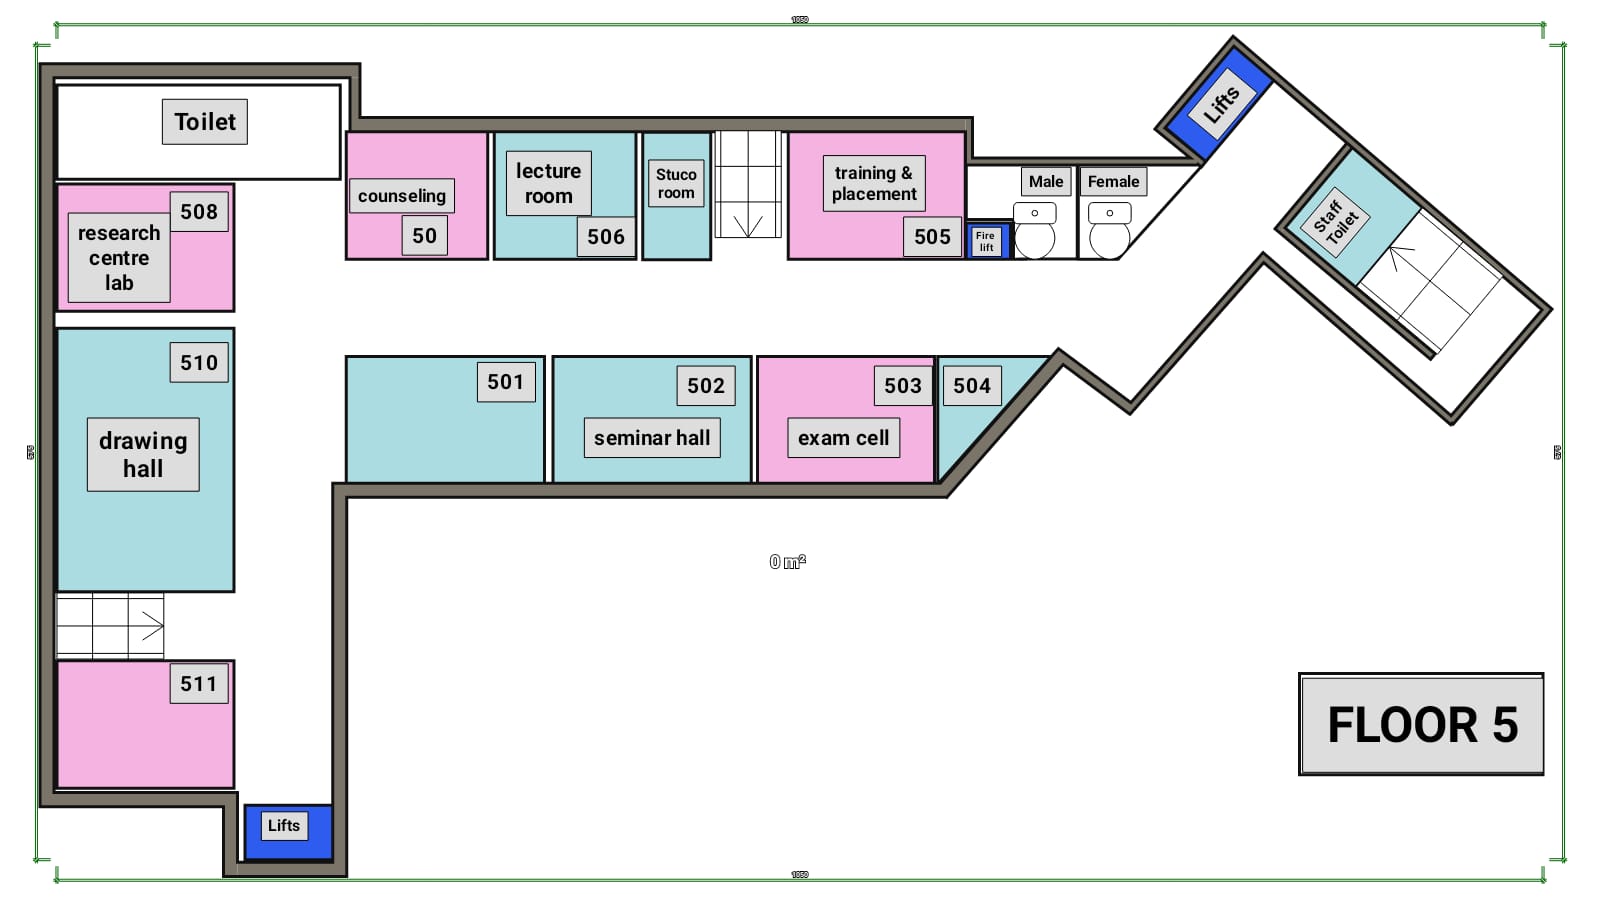 1850
Lifts
Toilet
Male
Female
lecture
room
Stuco
room
training &
placement
counseling
508
50
506
505
Fire
lift
Staff
Toilet
research
centre
lab
510
501
502
503
504
drawing
hall
seminar hall
exam cell
0 m²
511
FLOOR 5
Lifts
1850